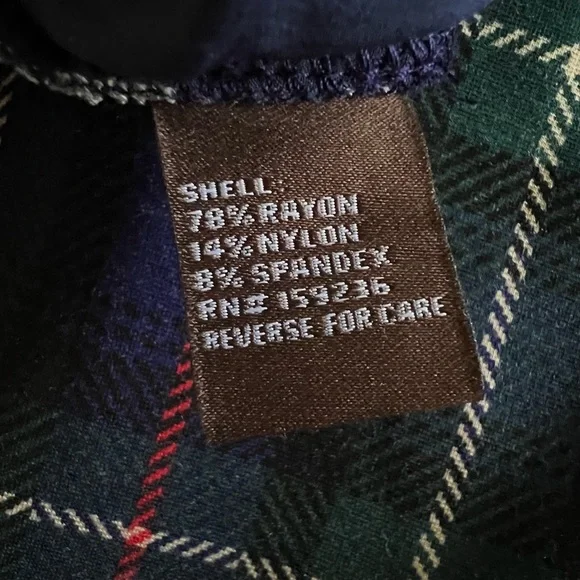 SHELL:
78% RAYON
14% NYLON
8% SPANDEX
RN# 159236
REVERSE FOR CARE